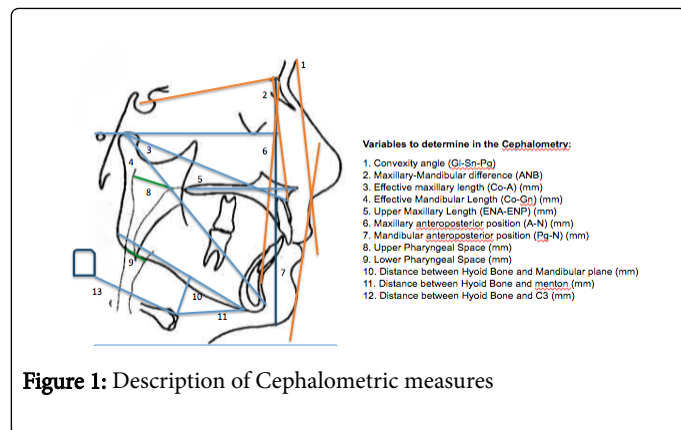 1
2
3
6
4
5
8
9
7
13
10
11
Variables to determine in the Cephalometry:
1. Convexity angle (Gl-Sn-Pg)
2. Maxillary-Mandibular difference (ANB)
3. Effective maxillary length (Co-A) (mm)
4. Effective Mandibular Length (Co-Gn) (mm)
5. Upper Maxillary Length (ENA-ENP) (mm)
6. Maxillary anteroposterior position (A-N) (mm)
7. Mandibular anteroposterior position (Pg-N) (mm)
8. Upper Pharyngeal Space (mm)
9. Lower Pharyngeal Space (mm)
10. Distance between Hyoid Bone and Mandibular plane (mm)
11. Distance between Hyoid Bone and menton (mm)
12. Distance between Hyoid Bone and C3 (mm)
Figure 1: Description of Cephalometric measures